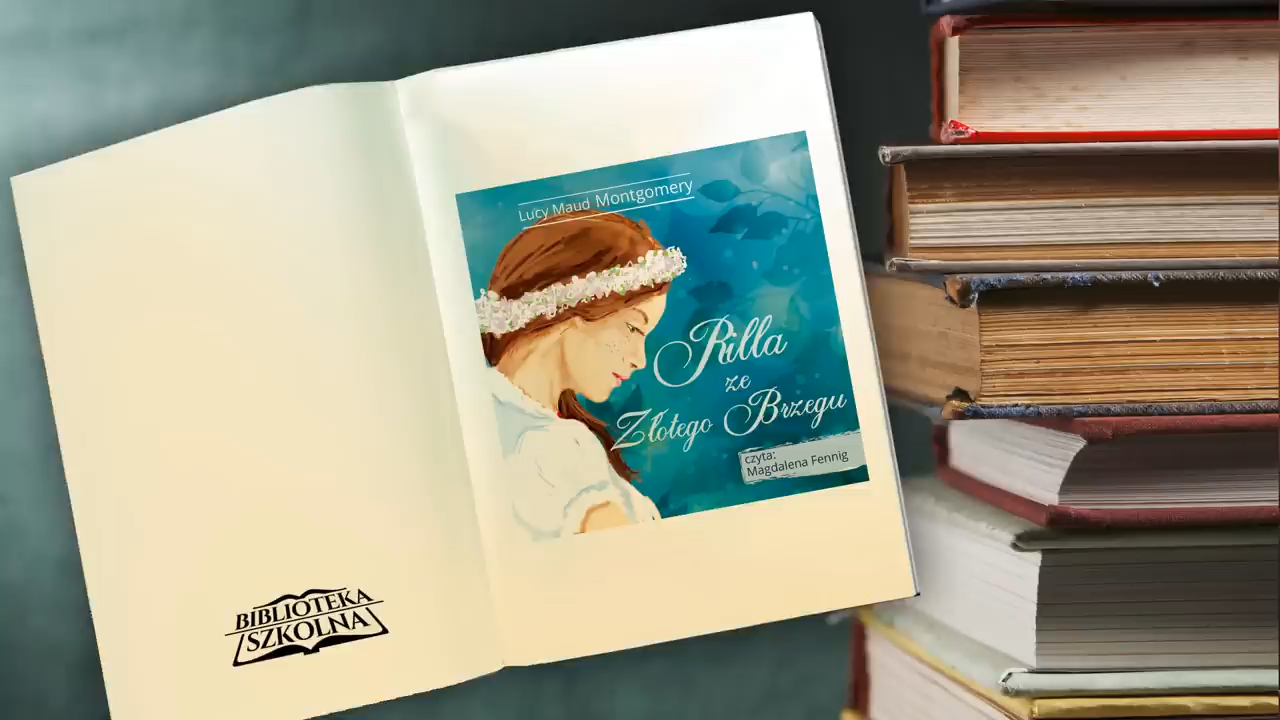 Lucy Maud Montgomery
Rilla
ze
Złotego Brzegu
czyta:
Magdalena Fennig
BIBLIOTEKA
SZKOLNA